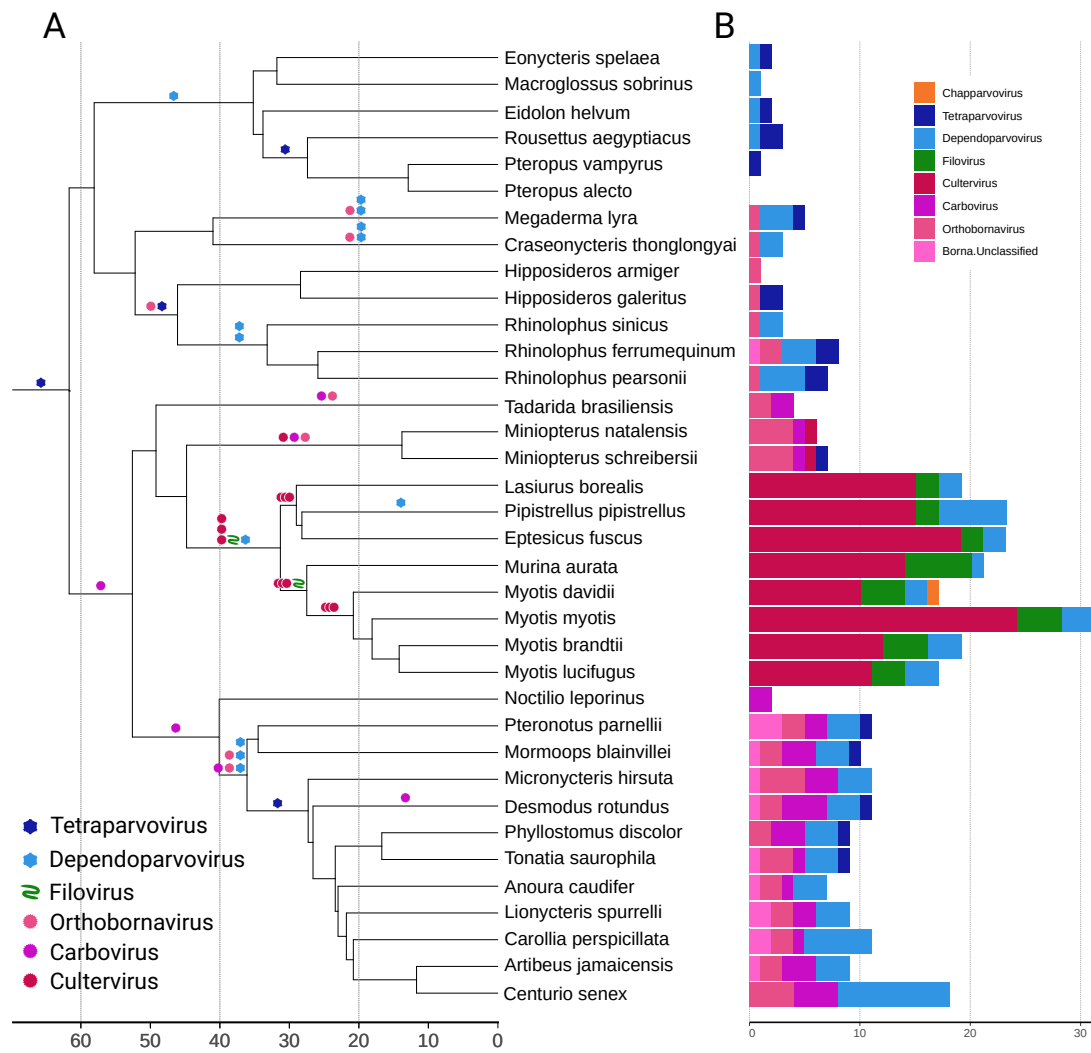 A
B
Eonycteris spelaea
Macroglossus sobrinus
Eidolon helvum
Rousettus aegyptiacus
Pteropus vampyrus
Pteropus alecto
Megaderma lyra
Craseonycteris thonglongyai
Hipposideros armiger
Hipposideros galeritus
Rhinolophus sinicus
Rhinolophus ferrumequinum
Rhinolophus pearsonii
Tadarida brasiliensis
Miniopterus natalensis
Miniopterus schreibersii
Lasiurus borealis
Pipistrellus pipistrellus
Eptesicus fuscus
Murina aurata
Myotis davidii
Myotis myotis
Myotis brandtii
Myotis lucifugus
Noctilio leporinus
Pteronotus parnellii
Mormoops blainvillei
Micronycteris hirsuta
Desmodus rotundus
Phyllostomus discolor
Tonatia saurophila
Anoura caudifer
Lionycteris spurrelli
Carollia perspicillata
Artibeus jamaicensis
Centurio senex
Tetraparvovirus
Dependoparvovirus
Filovirus
Orthobornavirus
Carbovirus
Cultervirus
60 50 40 30 20 10 0
Chapparvovirus
Tetraparvovirus
Dependoparvovirus
Filovirus
Cultervirus
Carbovirus
Orthobornavirus
Borna.Unclassified
0 10 20 30